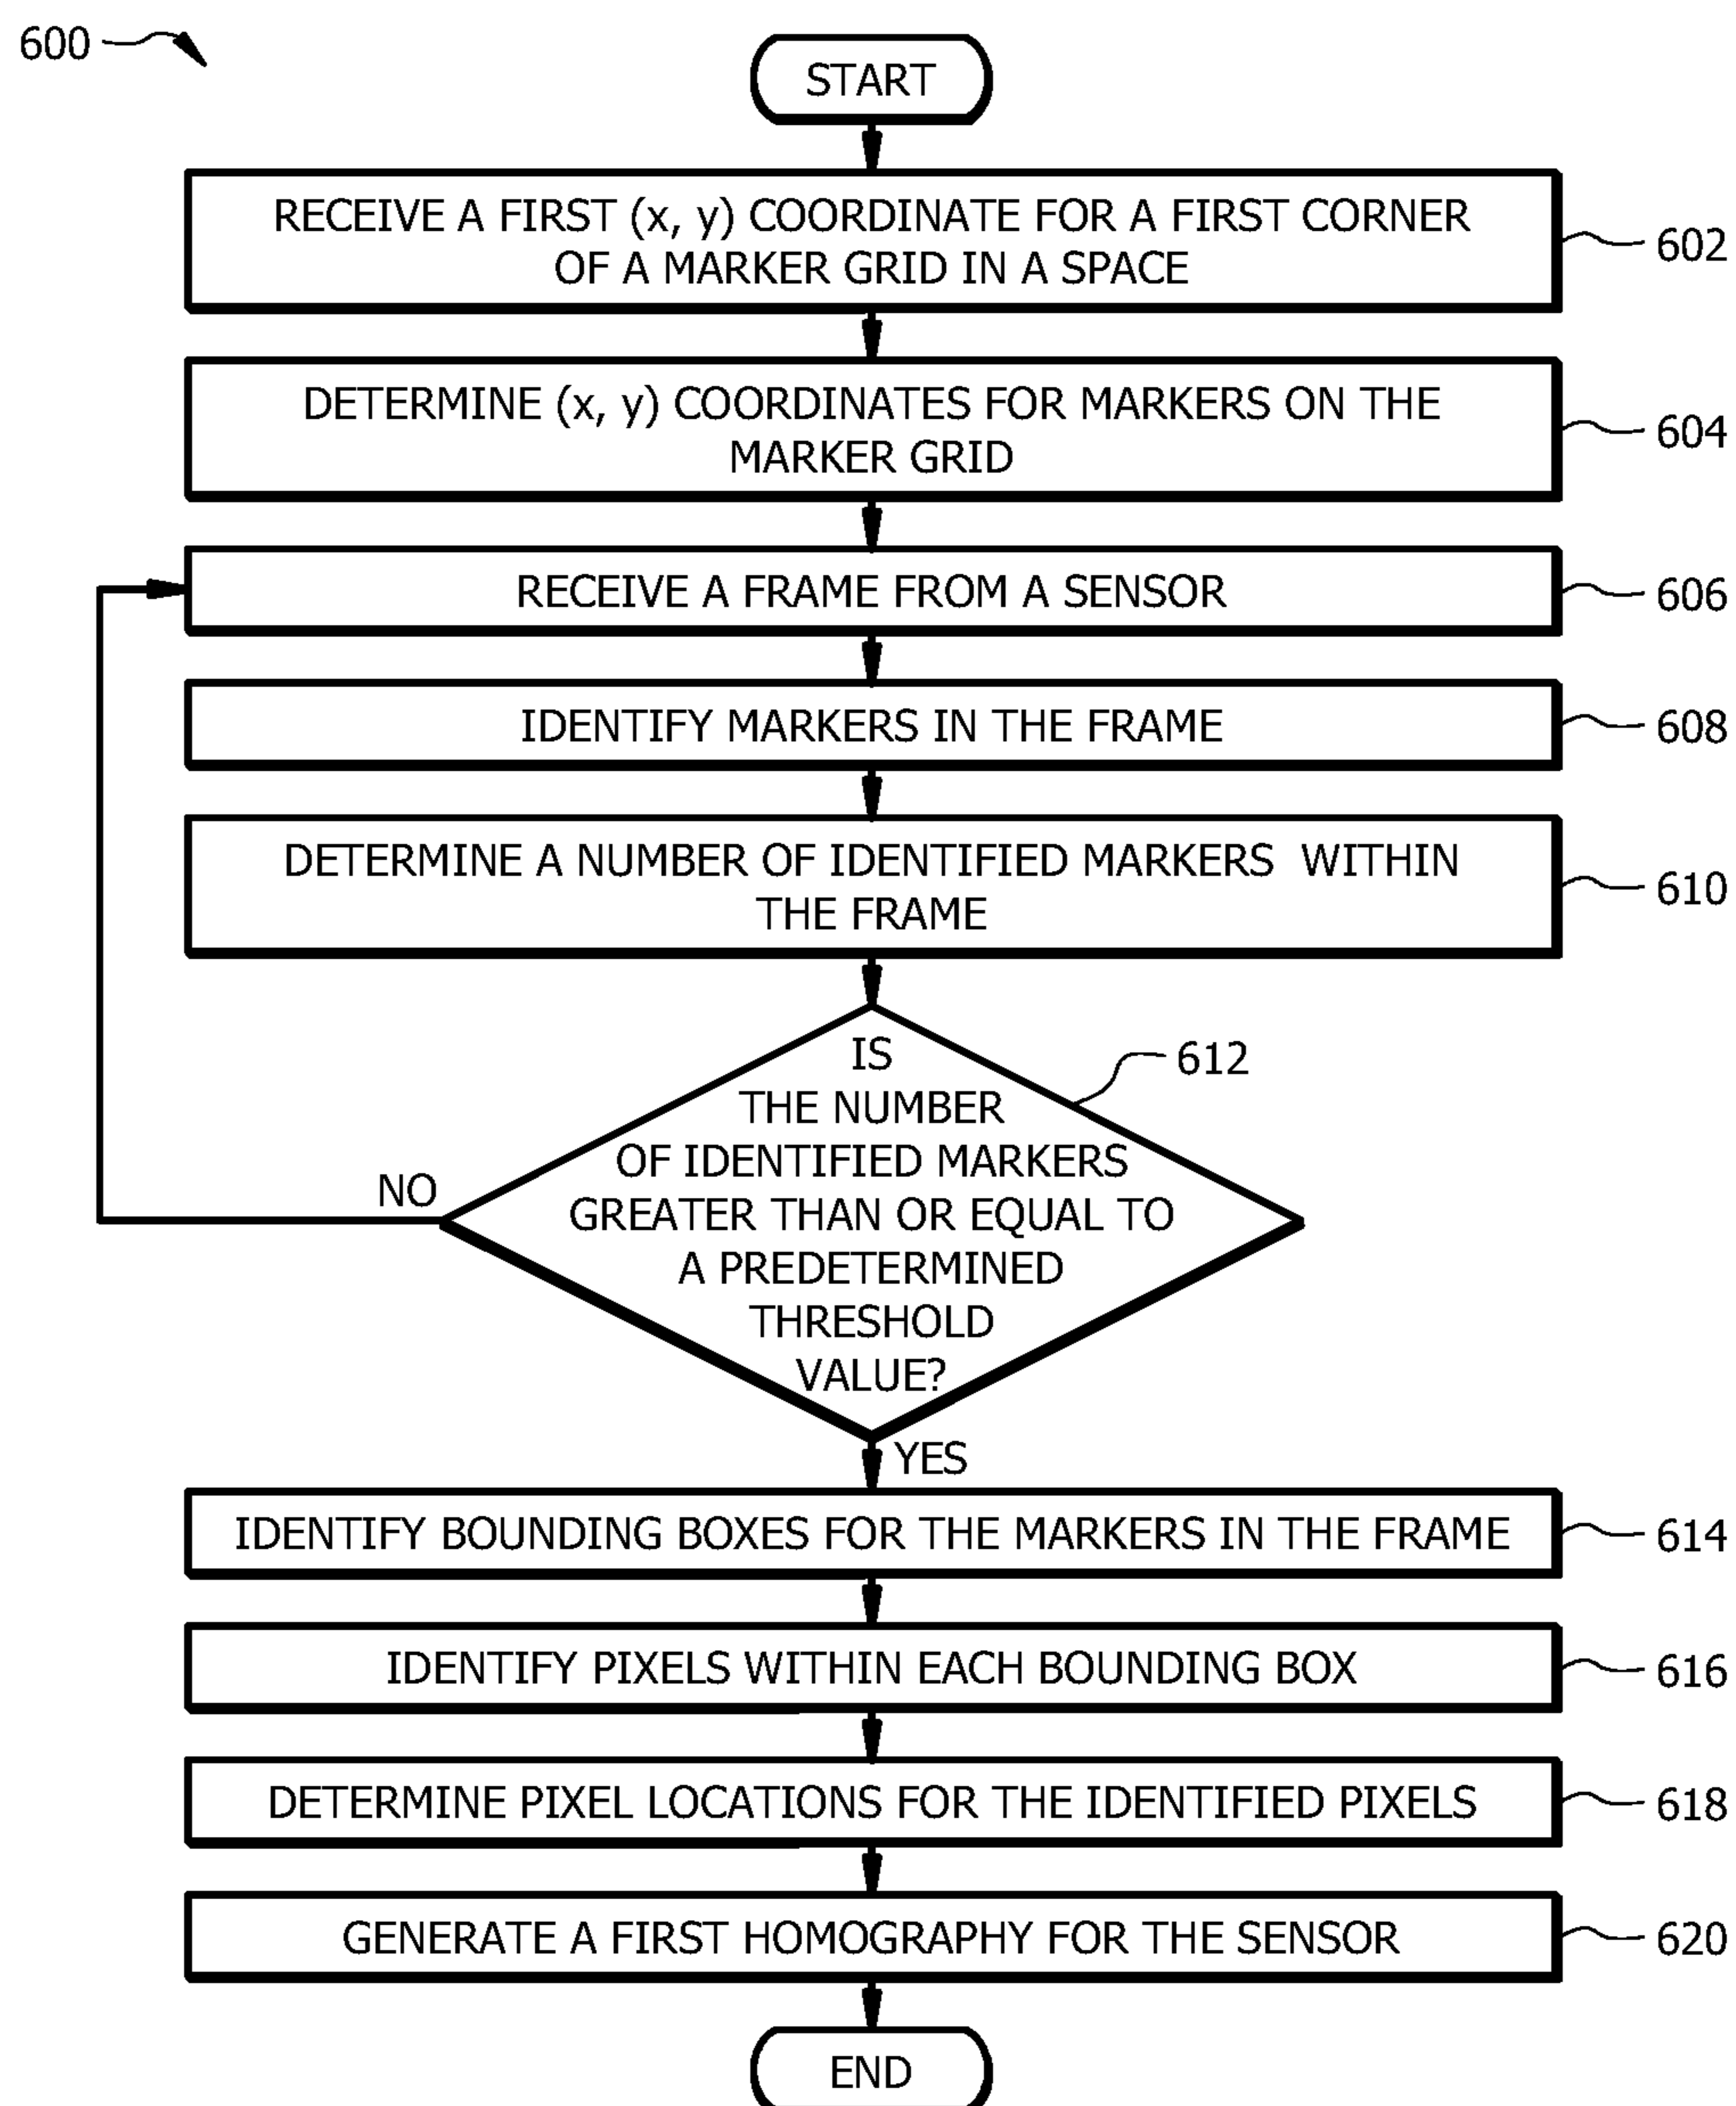 600
START
RECEIVE A FIRST (x, y) COORDINATE FOR A FIRST CORNER
OF A MARKER GRID IN A SPACE
602
DETERMINE (x, y) COORDINATES FOR MARKERS ON THE
MARKER GRID
604
RECEIVE A FRAME FROM A SENSOR
606
IDENTIFY MARKERS IN THE FRAME
608
DETERMINE A NUMBER OF IDENTIFIED MARKERS WITHIN
THE FRAME
610
IS
THE NUMBER
OF IDENTIFIED MARKERS
GREATER THAN OR EQUAL TO
A PREDETERMINED
THRESHOLD
VALUE?
612
NO
YES
IDENTIFY BOUNDING BOXES FOR THE MARKERS IN THE FRAME
614
IDENTIFY PIXELS WITHIN EACH BOUNDING BOX
616
DETERMINE PIXEL LOCATIONS FOR THE IDENTIFIED PIXELS
618
GENERATE A FIRST HOMOGRAPHY FOR THE SENSOR
620
END